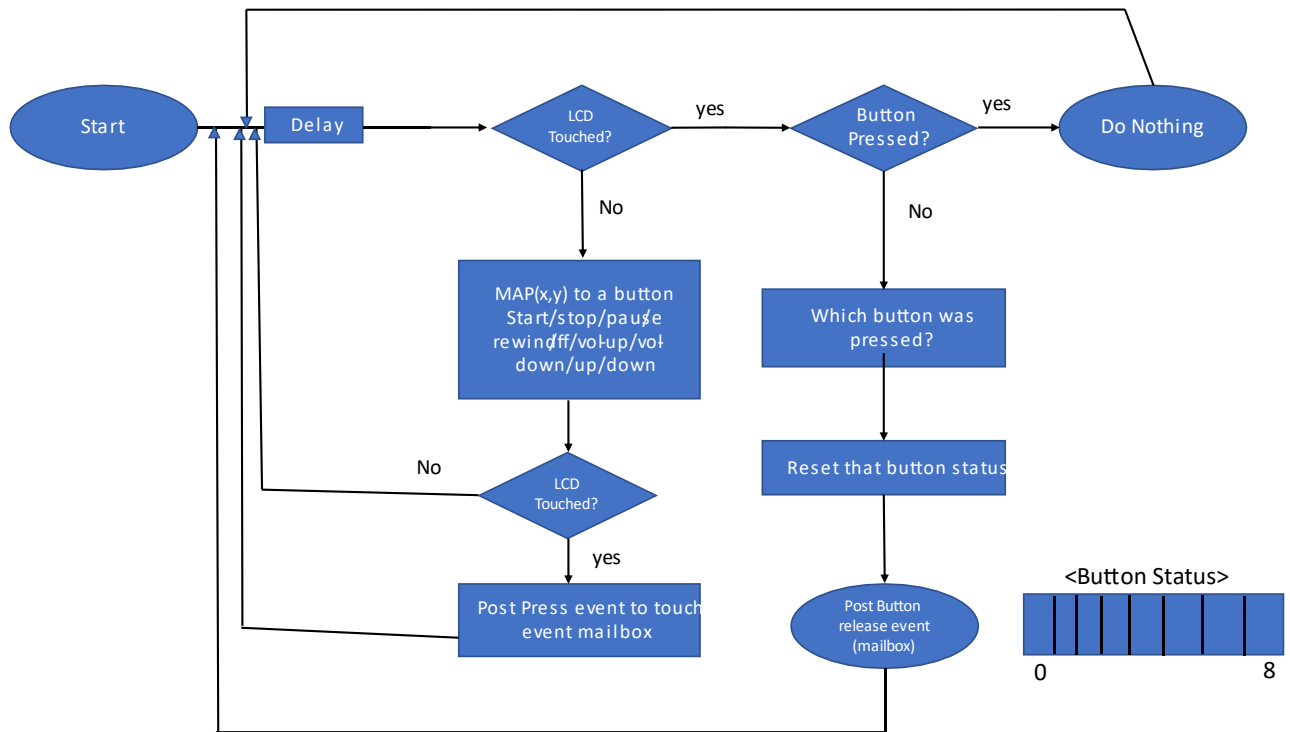 Start
Delay
LCD
Touched?
yes
Button
Pressed?
yes
Do Nothing
No
No
MAP(x,y) to a button
Start/stop/pause/
rewind/ff/vol-up/vol-
down/up/down
Which button was
pressed?
No
LCD
Touched?
Reset that button status
yes
Post Press event to touch
event mailbox
Post Button
release event
(mailbox)
<Button Status>
0
8